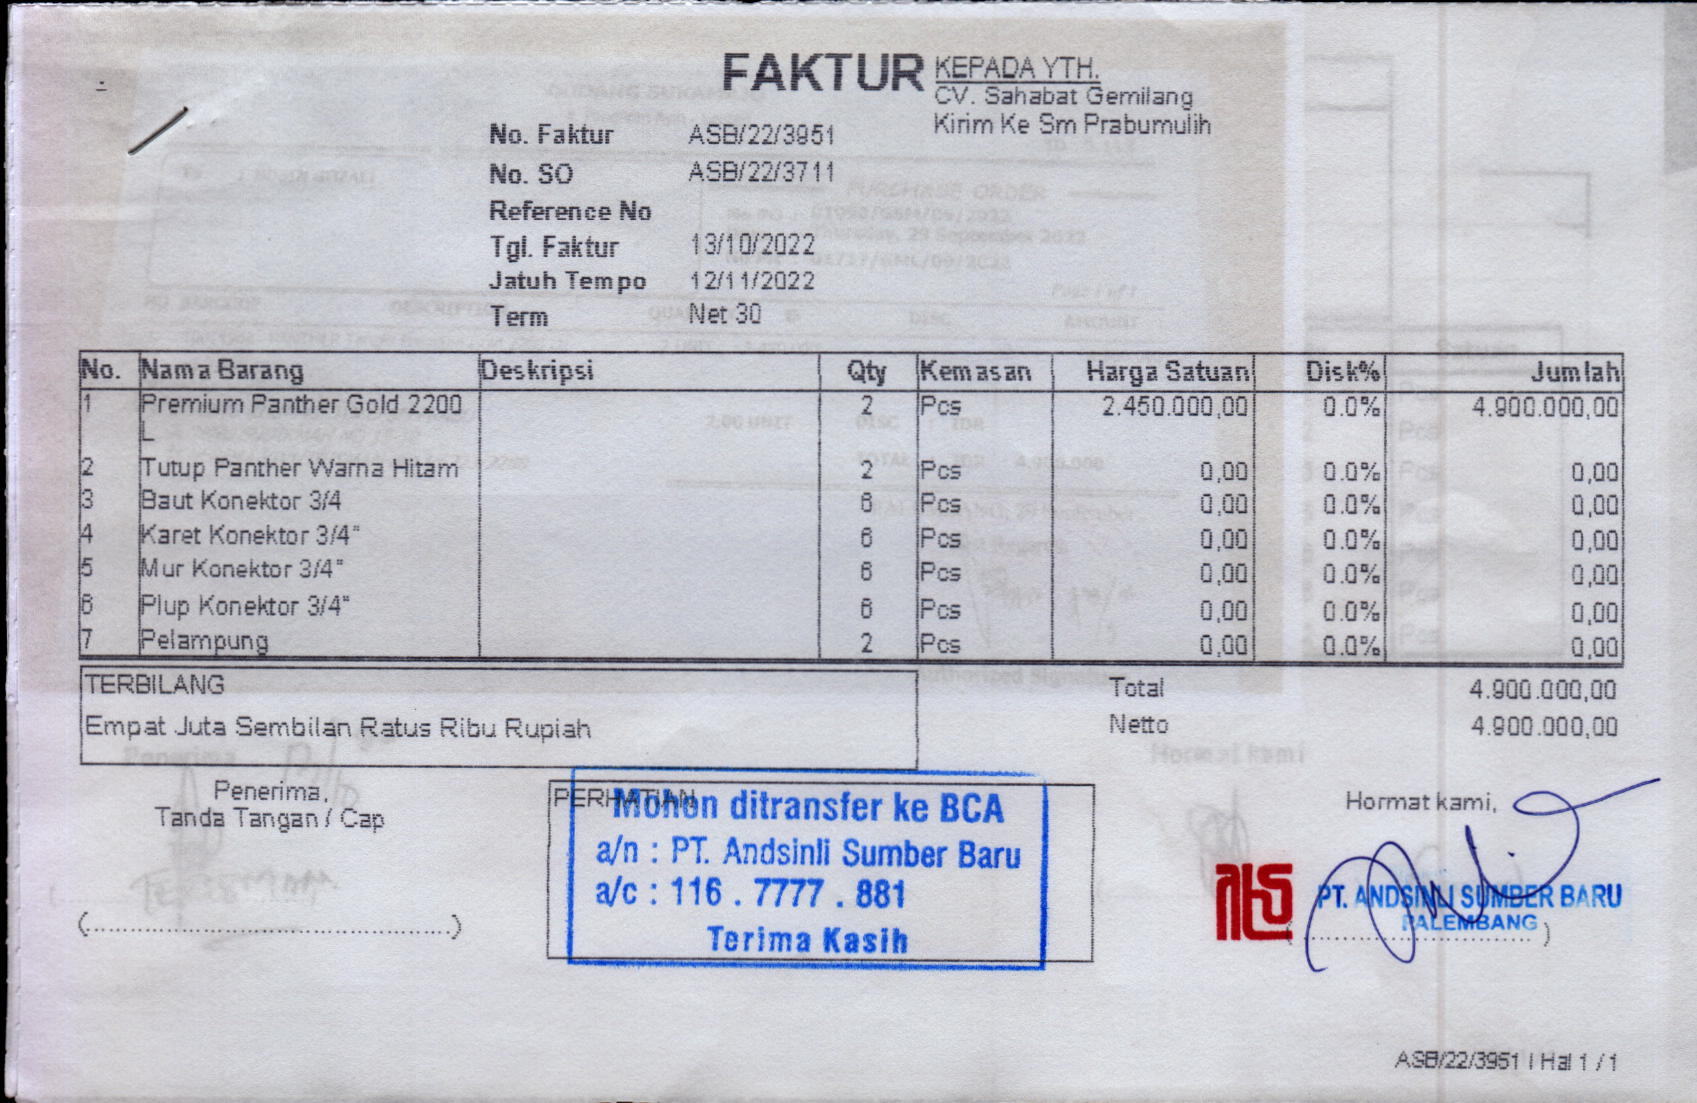 FAKTUR
KEPADA YTH.
CV. Sahabat Gemilang
Kirim Ke Sm Prabumulih
No. Faktur ASB/22/3951
No. SO ASB/22/3711
Reference No
Tgl. Faktur 13/10/2022
Jatuh Tempo 12/11/2022
Term Net 30
No. Nama Barang Deskripsi Qty Kemasan Harga Satuan Disk% Jumlah
1 Premium Panther Gold 2200 2 Pcs 2.450.000,00 0.0% 4.900.000,00
L
2 Tutup Panther Warna Hitam 2 Pcs 0,00 0.0% 0,00
3 Baut Konektor 3/4 6 Pcs 0,00 0.0% 0,00
4 Karet Konektor 3/4" 6 Pcs 0,00 0.0% 0,00
5 Mur Konektor 3/4" 6 Pcs 0,00 0.0% 0,00
6 Plup Konektor 3/4" 6 Pcs 0,00 0.0% 0,00
7 Pelampung 2 Pcs 0,00 0.0% 0,00
TERBILANG
Empat Juta Sembilan Ratus Ribu Rupiah
Total 4.900.000,00
Netto 4.900.000,00
Penerima,
Tanda Tangan / Cap
(....................................................)
PERHATIAN
Mohon ditransfer ke BCA
a/n : PT. Andsinli Sumber Baru
a/c : 116 . 7777 . 881
Terima Kasih
Hormat kami,
PT. ANDSINLI SUMBER BARU
PALEMBANG
(................................)
ASB/22/3951 | Hal 1 / 1